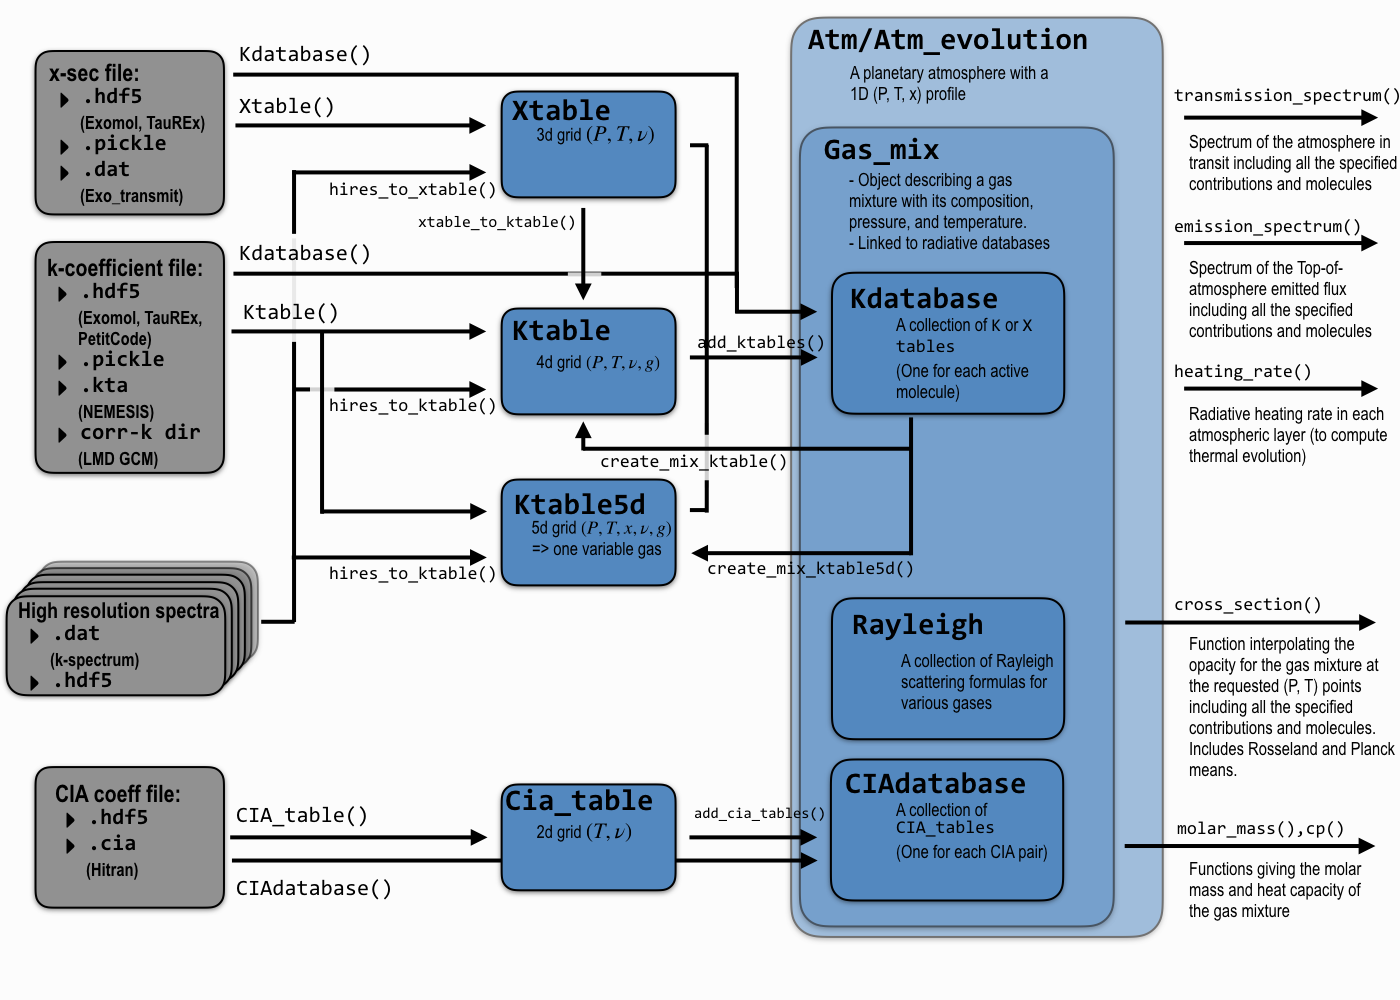 x-sec file:
.hdf5
(Exomol, TauREx)
.pickle
.dat
(Exo_transmit)
k-coefficient file:
.hdf5
(Exomol, TauREx,
PetitCode)
.pickle
.kta
(NEMESIS)
corr-k dir
(LMD GCM)
High resolution spectra
.dat
(k-spectrum)
.hdf5
CIA coeff file:
.hdf5
.cia
(Hitran)
Kdatabase()
Xtable()
hires_to_xtable()
xtable_to_ktable()
Kdatabase()
Ktable()
hires_to_ktable()
hires_to_ktable()
CIA_table()
CIAdatabase()
Xtable
3d grid (P, T, ν)
Ktable
4d grid (P, T, ν, g)
Ktable5d
5d grid (P, T, x, ν, g)
=> one variable gas
Cia_table
2d grid (T, ν)
add_ktables()
create_mix_ktable()
create_mix_ktable5d()
add_cia_tables()
Atm/Atm_evolution
A planetary atmosphere with a
1D (P, T, x) profile
Gas_mix
- Object describing a gas
mixture with its composition,
pressure, and temperature.
- Linked to radiative databases
Kdatabase
A collection of K or X
tables
(One for each active
molecule)
Rayleigh
A collection of Rayleigh
scattering formulas for
various gases
CIAdatabase
A collection of
CIA_tables
(One for each CIA pair)
transmission_spectrum()
Spectrum of the atmosphere in
transit including all the specified
contributions and molecules
emission_spectrum()
Spectrum of the Top-of-
atmosphere emitted flux
including all the specified
contributions and molecules
heating_rate()
Radiative heating rate in each
atmospheric layer (to compute
thermal evolution)
cross_section()
Function interpolating the
opacity for the gas mixture at
the requested (P, T) points
including all the specified
contributions and molecules.
Includes Rosseland and Planck
means.
molar_mass(),cp()
Functions giving the molar
mass and heat capacity of
the gas mixture